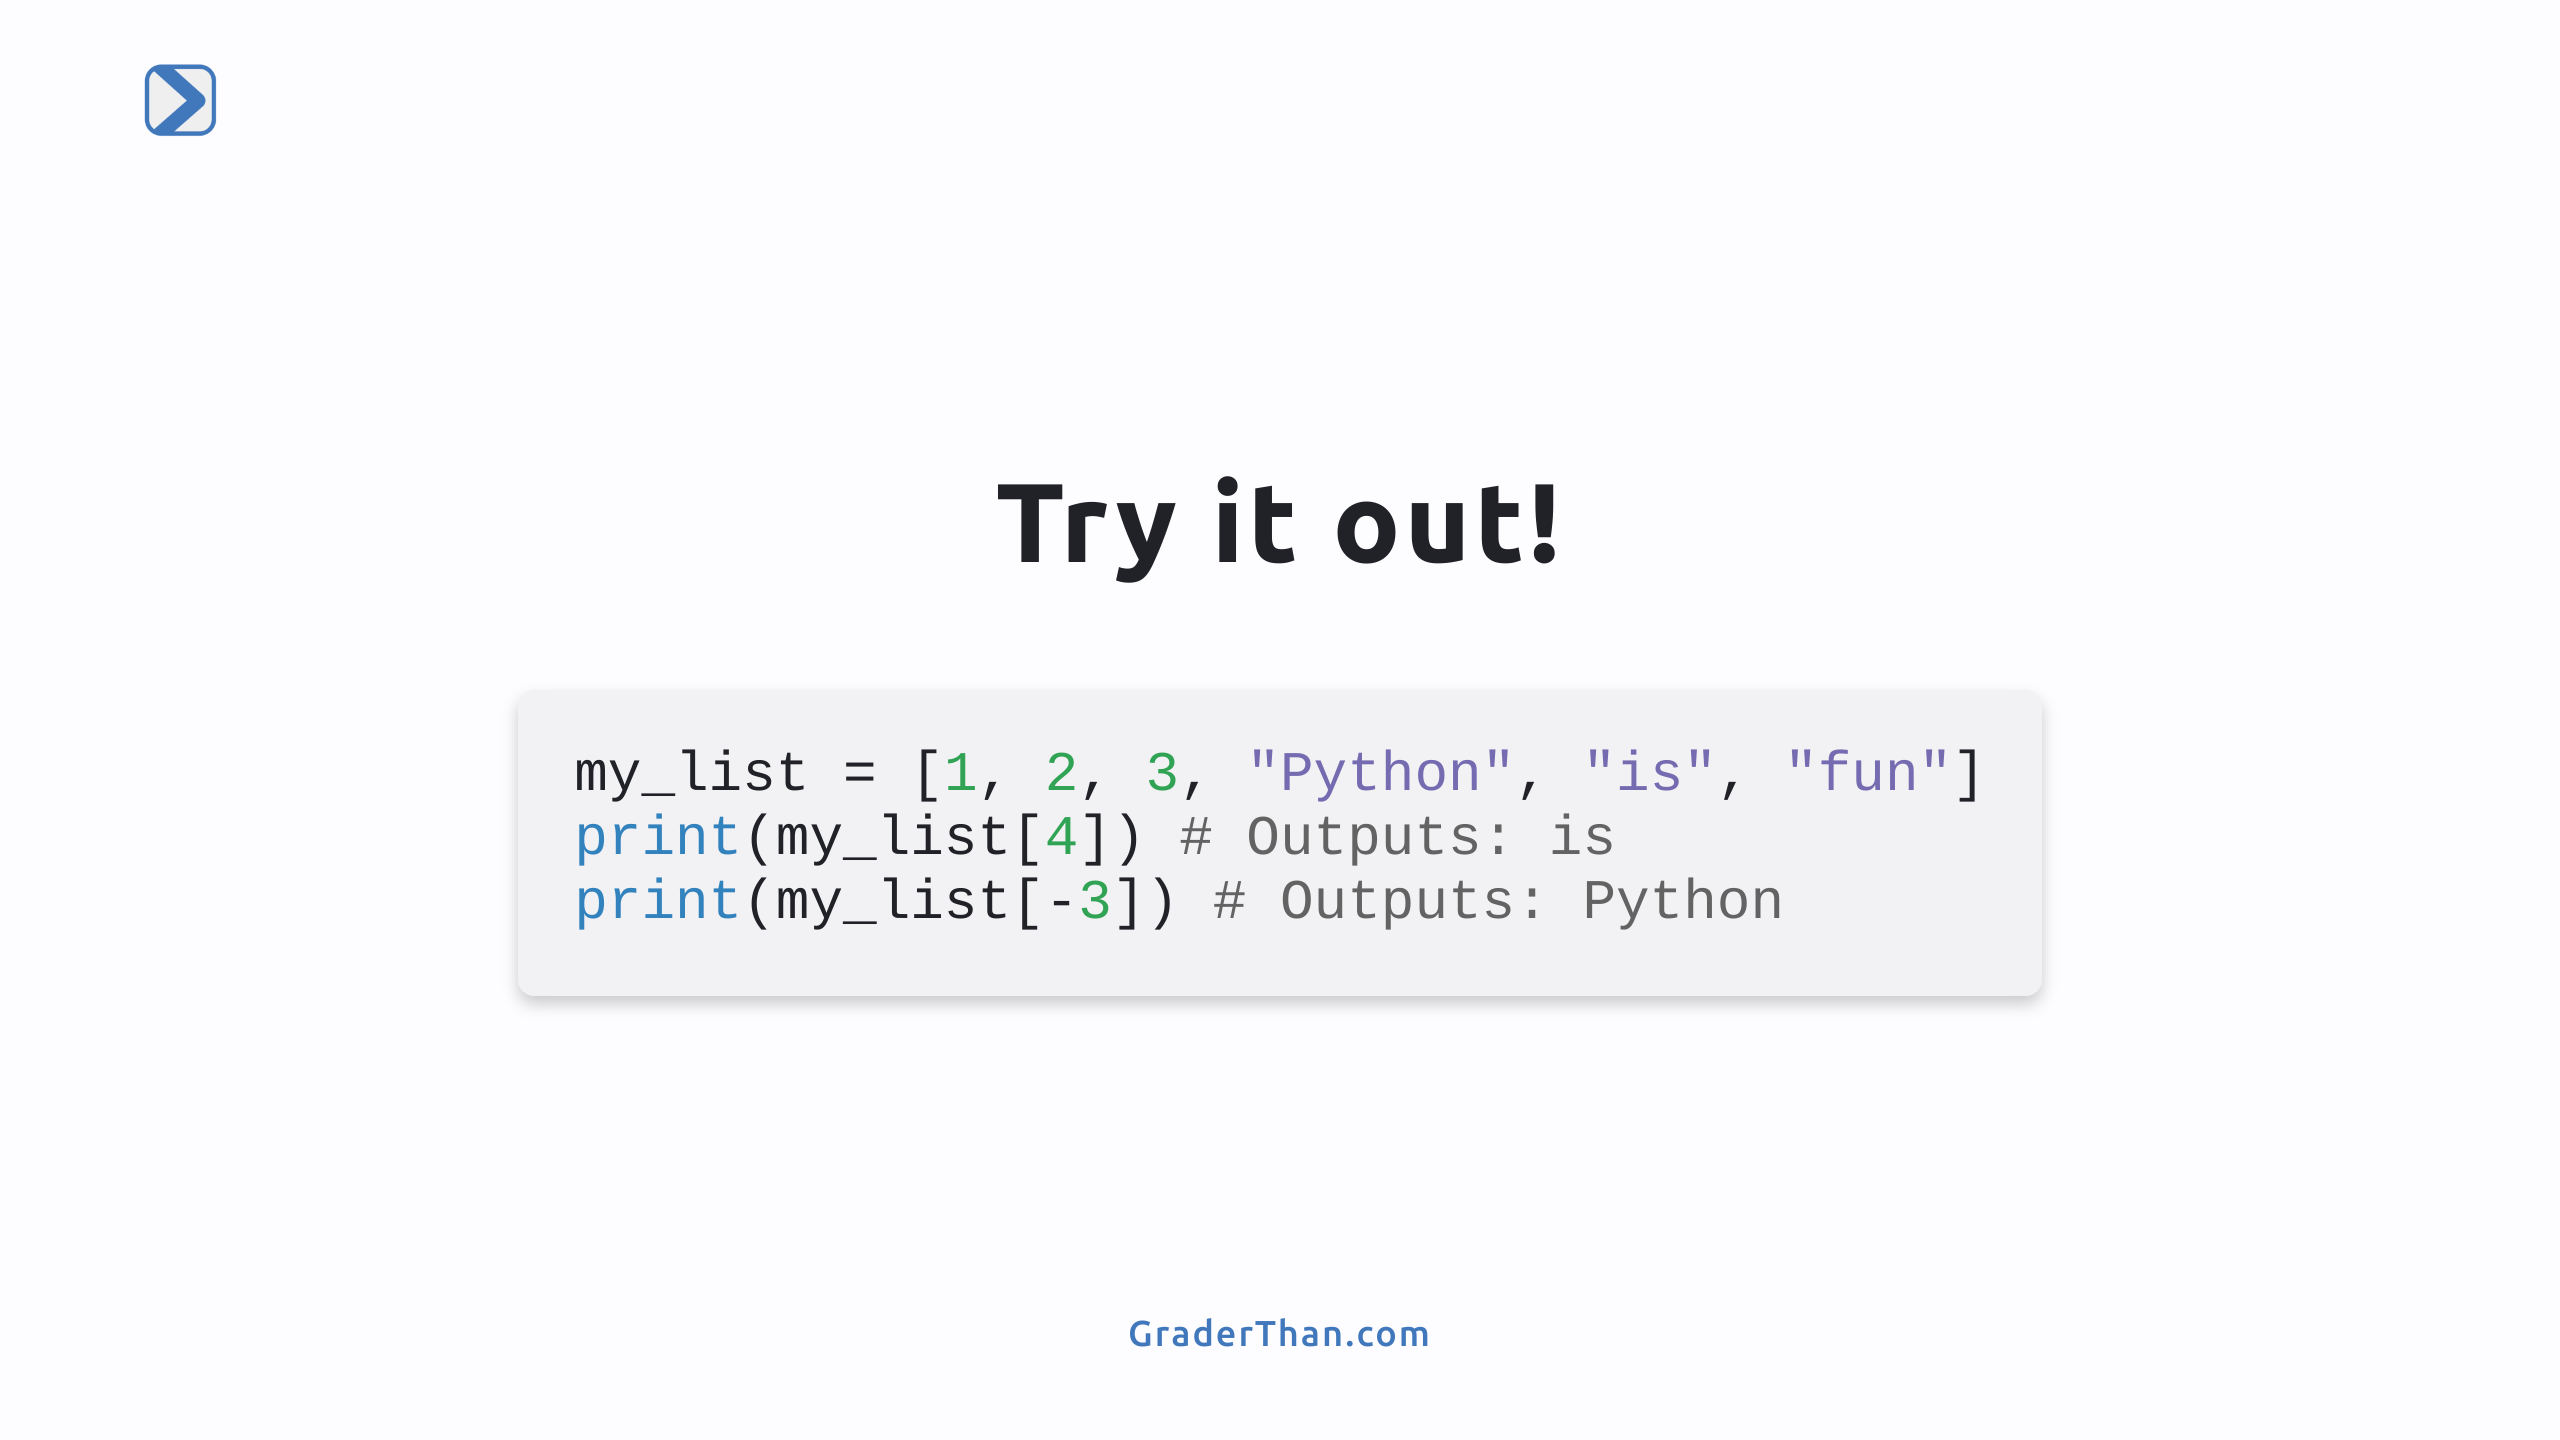 Try it out!
my_list = [1, 2, 3, "Python", "is", "fun"]
print(my_list[4]) # Outputs: is
print(my_list[-3]) # Outputs: Python
GraderThan.com